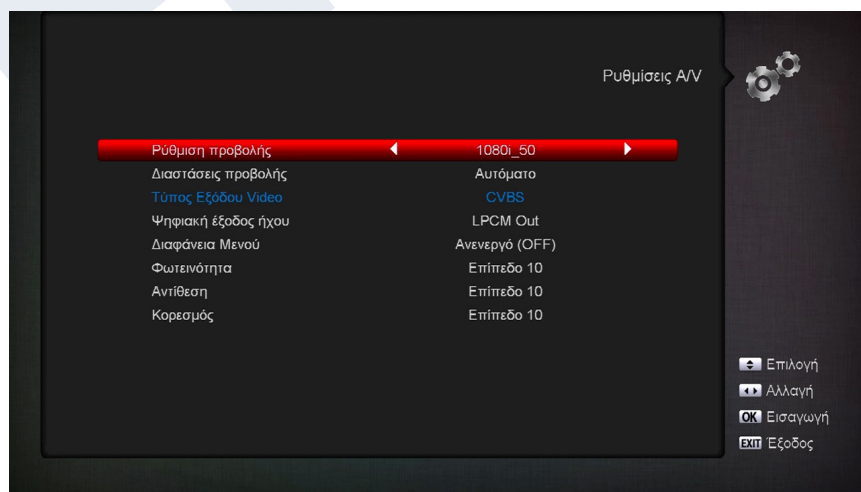 Ρυθμίσεις A/V
Ρύθμιση προβολής 1080i_50
Διαστάσεις προβολής Αυτόματο
Τύπος Εξόδου Video CVBS
Ψηφιακή έξοδος ήχου LPCM Out
Διαφάνεια Μενού Ανενεργό (OFF)
Φωτεινότητα Επίπεδο 10
Αντίθεση Επίπεδο 10
Κορεσμός Επίπεδο 10
Επιλογή
Αλλαγή
OK Εισαγωγή
EXIT Έξοδος